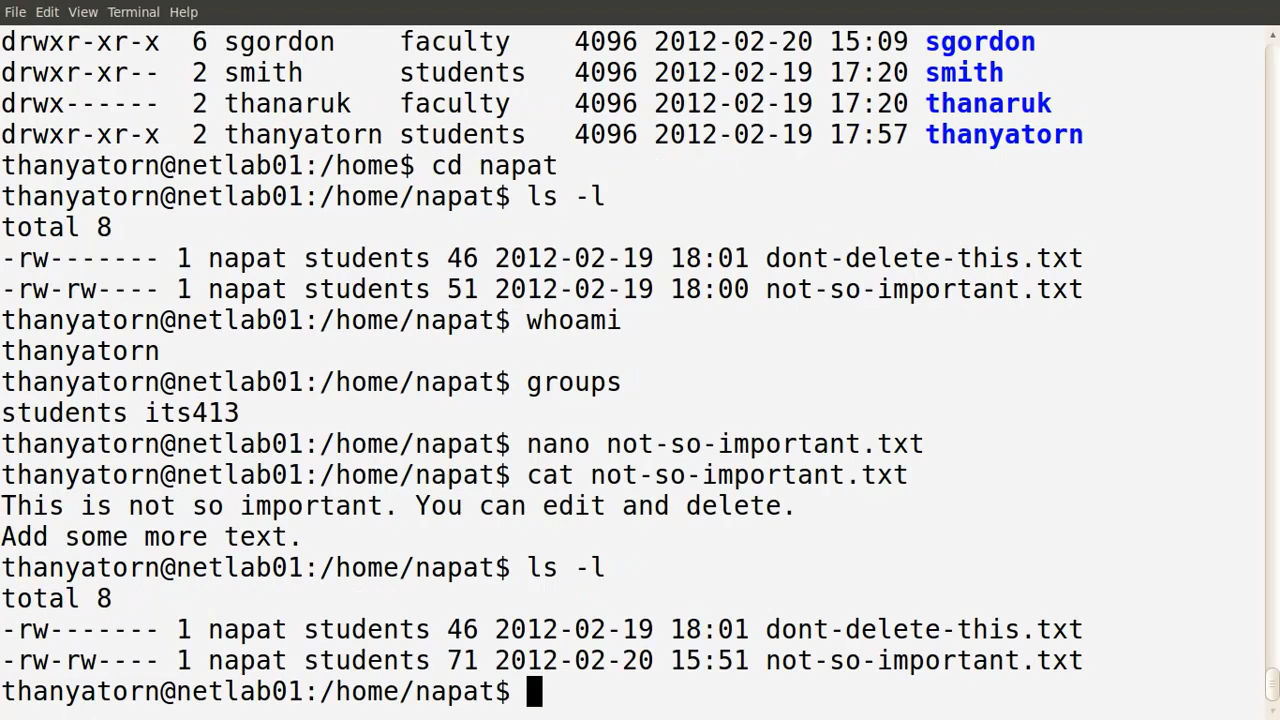 File Edit View Terminal Help
drwxr-xr-x 6 sgordon faculty 4096 2012-02-20 15:09 sgordon
drwxr-xr-- 2 smith students 4096 2012-02-19 17:20 smith
drwx------ 2 thanaruk faculty 4096 2012-02-19 17:20 thanaruk
drwxr-xr-x 2 thanyatorn students 4096 2012-02-19 17:57 thanyatorn
thanyatorn@netlab01:/home$ cd napat
thanyatorn@netlab01:/home/napat$ ls -l
total 8
-rw------- 1 napat students 46 2012-02-19 18:01 dont-delete-this.txt
-rw-rw---- 1 napat students 51 2012-02-19 18:00 not-so-important.txt
thanyatorn@netlab01:/home/napat$ whoami
thanyatorn
thanyatorn@netlab01:/home/napat$ groups
students its413
thanyatorn@netlab01:/home/napat$ nano not-so-important.txt
thanyatorn@netlab01:/home/napat$ cat not-so-important.txt
This is not so important. You can edit and delete.
Add some more text.
thanyatorn@netlab01:/home/napat$ ls -l
total 8
-rw------- 1 napat students 46 2012-02-19 18:01 dont-delete-this.txt
-rw-rw---- 1 napat students 71 2012-02-20 15:51 not-so-important.txt
thanyatorn@netlab01:/home/napat$